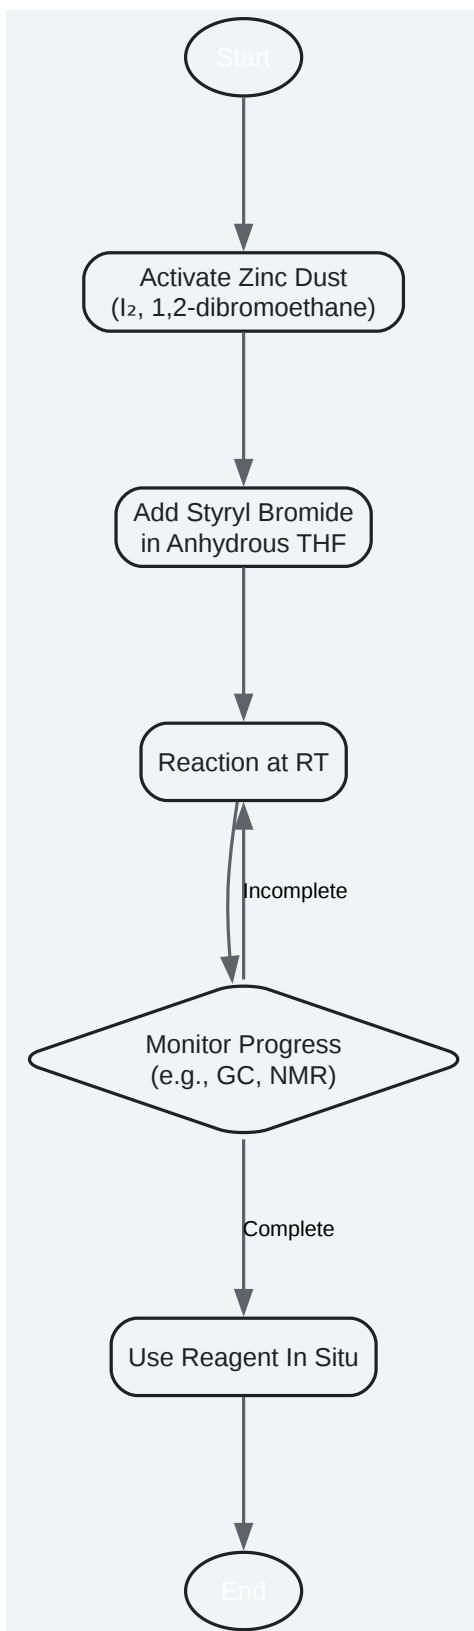 Start
Activate Zinc Dust
(I₂, 1,2-dibromoethane)
Add Styryl Bromide
in Anhydrous THF
Reaction at RT
Incomplete
Monitor Progress
(e.g., GC, NMR)
Complete
Use Reagent In Situ
End